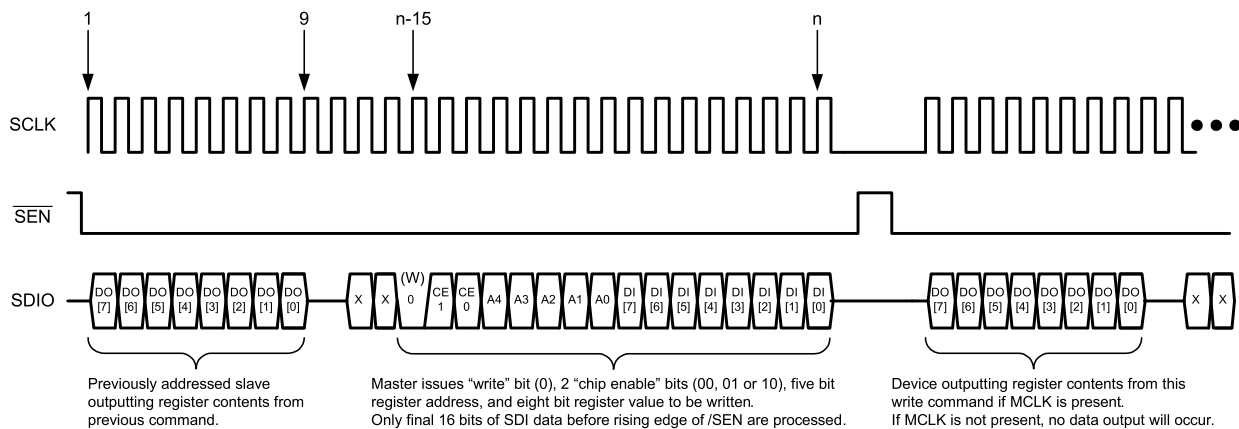 1 9 n-15 n
SCLK
SEN
SDIO
DO [7] DO [6] DO [5] DO [4] DO [3] DO [2] DO [1] DO [0] X X (W) 0 CE 1 CE 0 A4 A3 A2 A1 A0 DI [7] DI [6] DI [5] DI [4] DI [3] DI [2] DI [1] DI [0] DO [7] DO [6] DO [5] DO [4] DO [3] DO [2] DO [1] DO [0] X X
Previously addressed slave
outputting register contents from
previous command.
Master issues “write” bit (0), 2 “chip enable” bits (00, 01 or 10), five bit
register address, and eight bit register value to be written.
Only final 16 bits of SDI data before rising edge of /SEN are processed.
Device outputting register contents from this
write command if MCLK is present.
If MCLK is not present, no data output will occur.